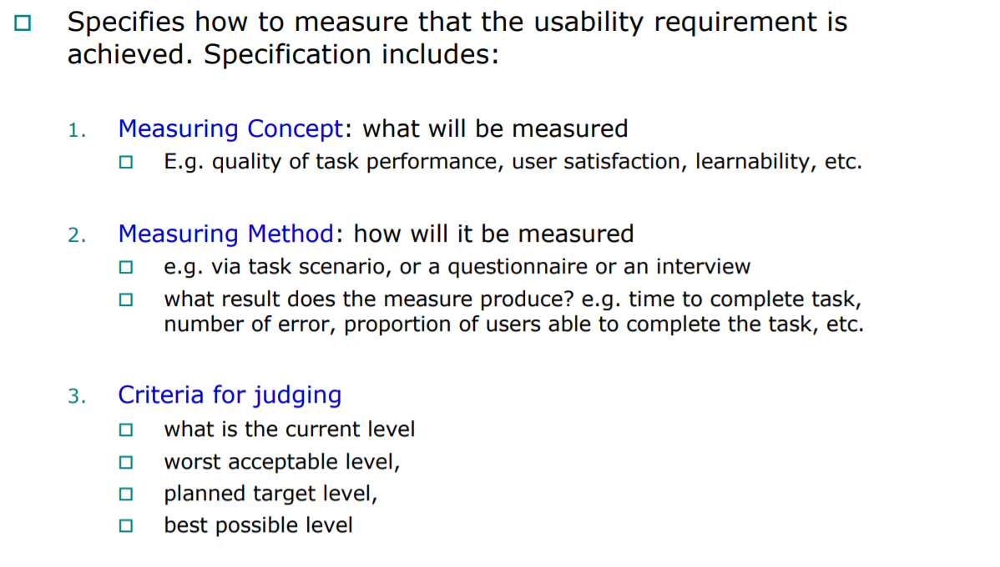 Specifies how to measure that the usability requirement is
achieved. Specification includes:
1. Measuring Concept: what will be measured
E.g. quality of task performance, user satisfaction, learnability, etc.
2. Measuring Method: how will it be measured
e.g. via task scenario, or a questionnaire or an interview
what result does the measure produce? e.g. time to complete task,
number of error, proportion of users able to complete the task, etc.
3. Criteria for judging
what is the current level
worst acceptable level,
planned target level,
best possible level